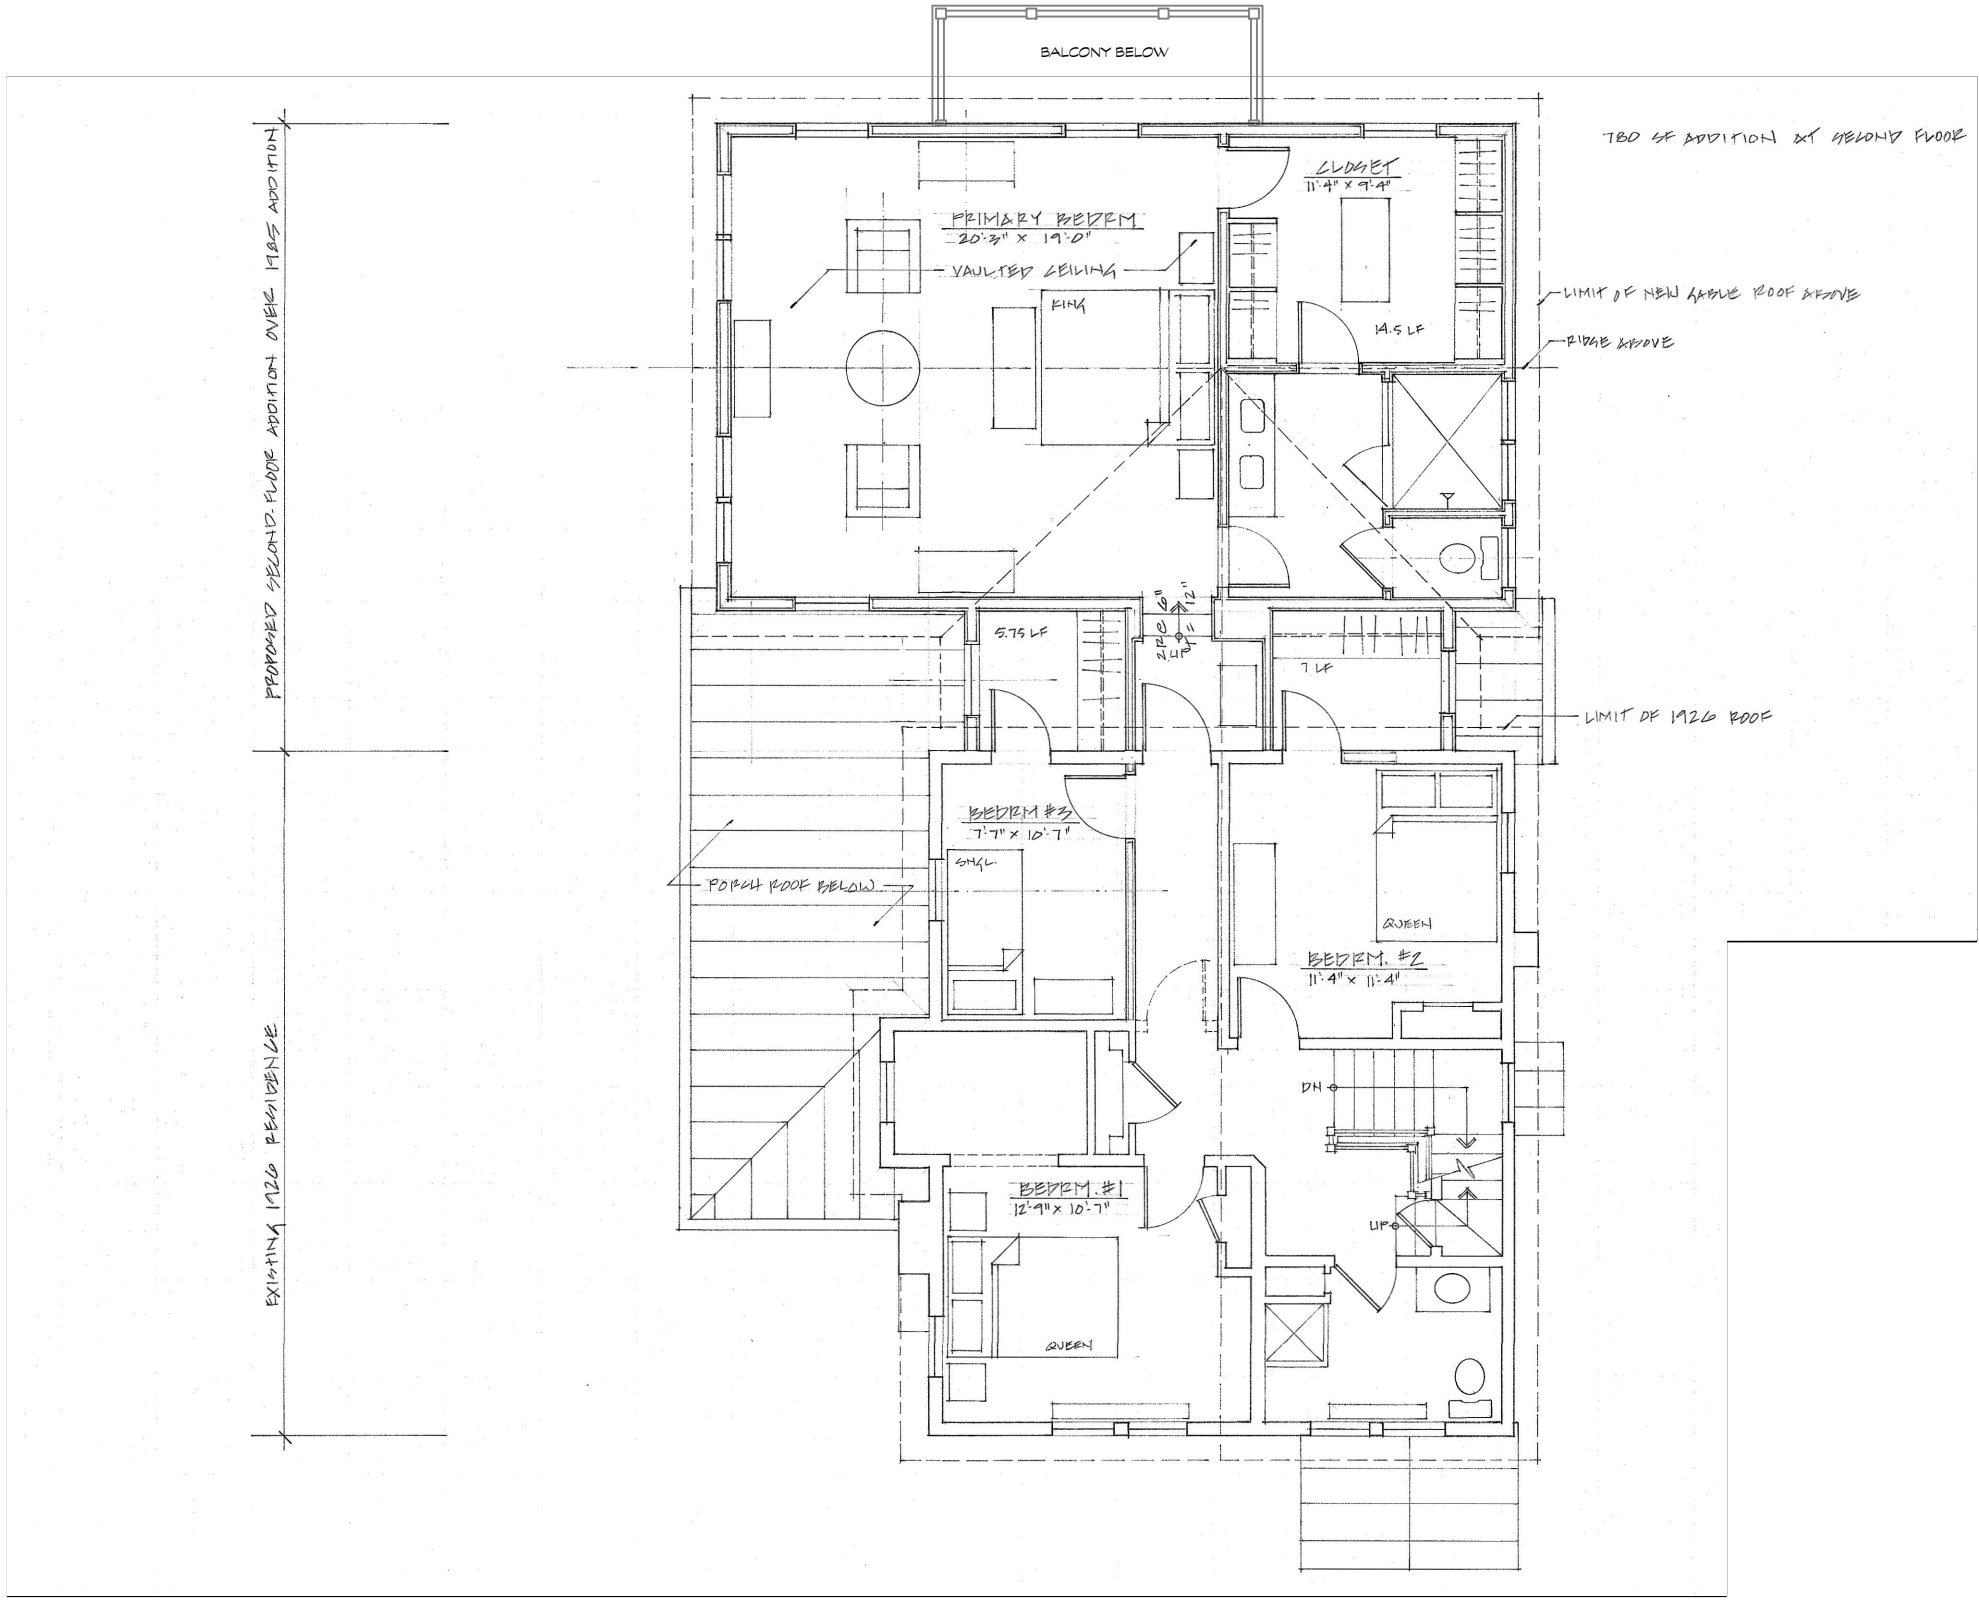 BALCONY BELOW
780 SF ADDITION AT SECOND FLOOR
PROPOSED SECOND-FLOOR ADDITION OVER 1985 ADDITION
CLOSET
11'-4" X 9'-4"
PRIMARY BEDRM
20'-3" X 19'-0"
VAULTED CEILING
KING
14.5 LF
LIMIT OF NEW GABLE ROOF ABOVE
RIDGE ABOVE
2R@ 6"
12"
UP
5.75 LF
7 LF
LIMIT OF 1926 ROOF
BEDRM #3
7'-7" X 10'-7"
SNGL.
PORCH ROOF BELOW
QUEEN
BEDRM. #2
11'-4" X 11'-4"
EXISTING 1926 RESIDENCE
DN
BEDRM. #1
12'-9" X 10'-7"
UP
QUEEN